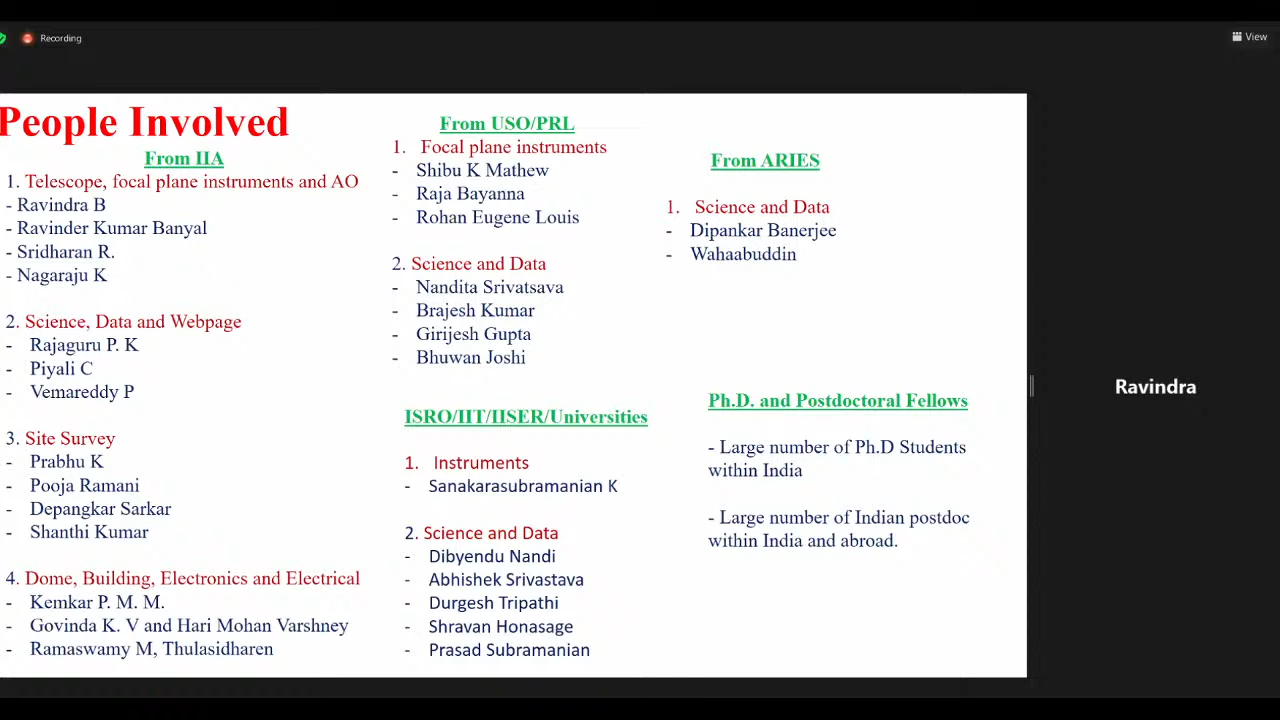 Recording
View
People Involved
From IIA
1. Telescope, focal plane instruments and AO
- Ravindra B
- Ravinder Kumar Banyal
- Sridharan R.
- Nagaraju K
2. Science, Data and Webpage
- Rajaguru P. K
- Piyali C
- Vemareddy P
3. Site Survey
- Prabhu K
- Pooja Ramani
- Depangkar Sarkar
- Shanthi Kumar
4. Dome, Building, Electronics and Electrical
- Kemkar P. M. M.
- Govinda K. V and Hari Mohan Varshney
- Ramaswamy M, Thulasidharen
From USO/PRL
1. Focal plane instruments
- Shibu K Mathew
- Raja Bayanna
- Rohan Eugene Louis
2. Science and Data
- Nandita Srivatsava
- Brajesh Kumar
- Girijesh Gupta
- Bhuwan Joshi
ISRO/IIT/IISER/Universities
1. Instruments
- Sanakarasubramanian K
2. Science and Data
- Dibyendu Nandi
- Abhishek Srivastava
- Durgesh Tripathi
- Shravan Honasage
- Prasad Subramanian
From ARIES
1. Science and Data
- Dipankar Banerjee
- Wahaabuddin
Ph.D. and Postdoctoral Fellows
- Large number of Ph.D Students
within India
- Large number of Indian postdoc
within India and abroad.
Ravindra